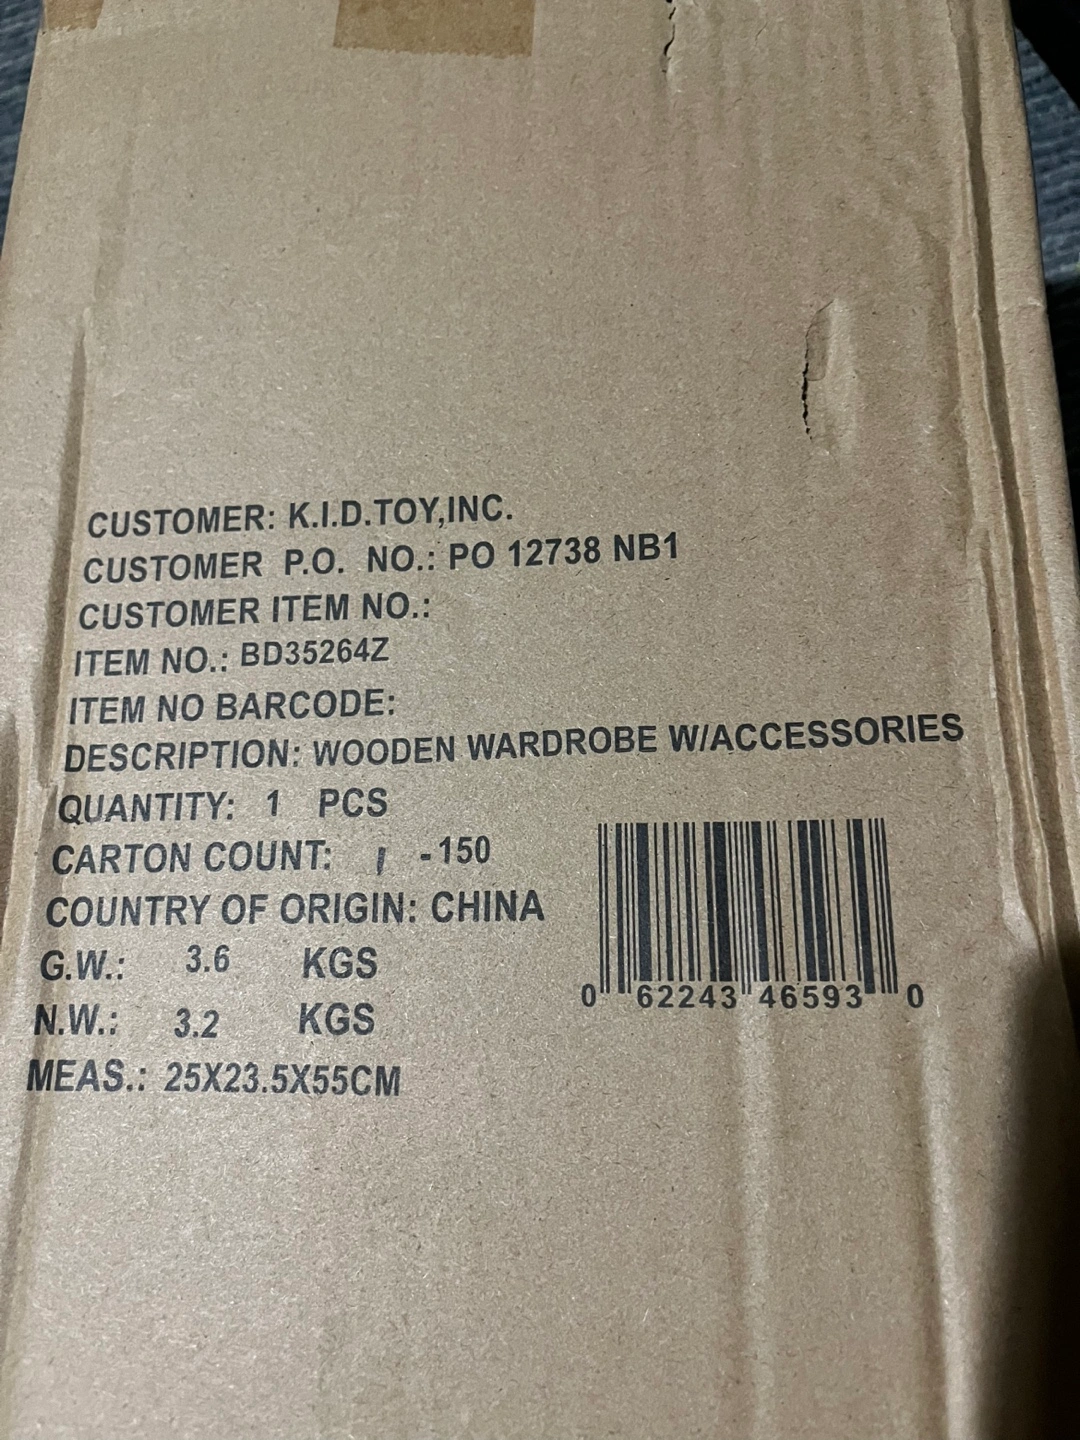 CUSTOMER: K.I.D.TOY,INC.
CUSTOMER P.O. NO.: PO 12738 NB1
CUSTOMER ITEM NO.:
ITEM NO.: BD35264Z
ITEM NO BARCODE:
DESCRIPTION: WOODEN WARDROBE W/ACCESSORIES
QUANTITY: 1 PCS
CARTON COUNT: 1 -150
COUNTRY OF ORIGIN: CHINA
G.W.: 3.6 KGS
N.W.: 3.2 KGS
MEAS.: 25X23.5X55CM
0 62243 46593 0